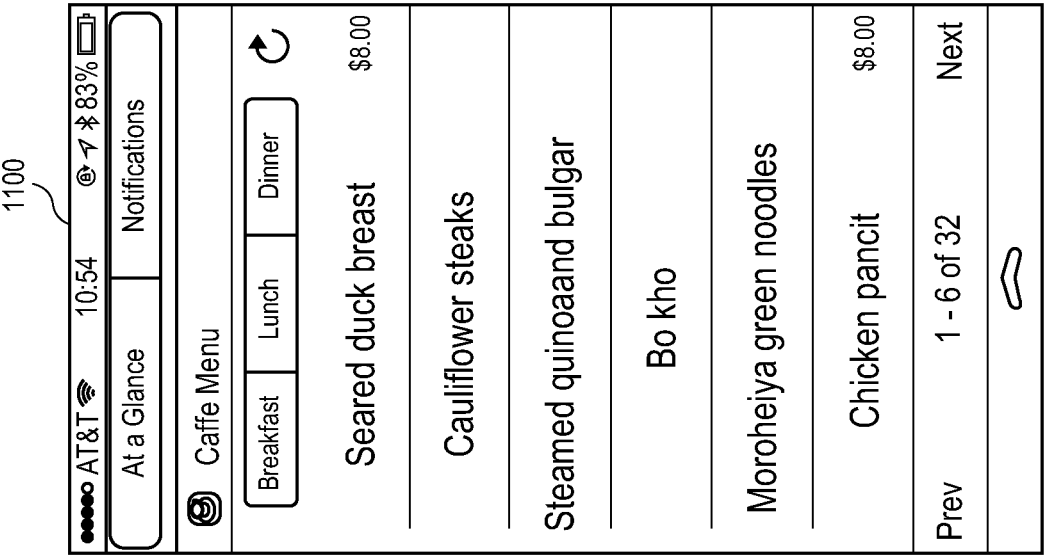 1100
AT&T 10:54 83%
At a Glance Notifications
Caffe Menu
Breakfast Lunch Dinner
Seared duck breast $8.00
Cauliflower steaks
Steamed quinoaand bulgar
Bo kho
Moroheiya green noodles
Chicken pancit $8.00
Prev 1 - 6 of 32 Next